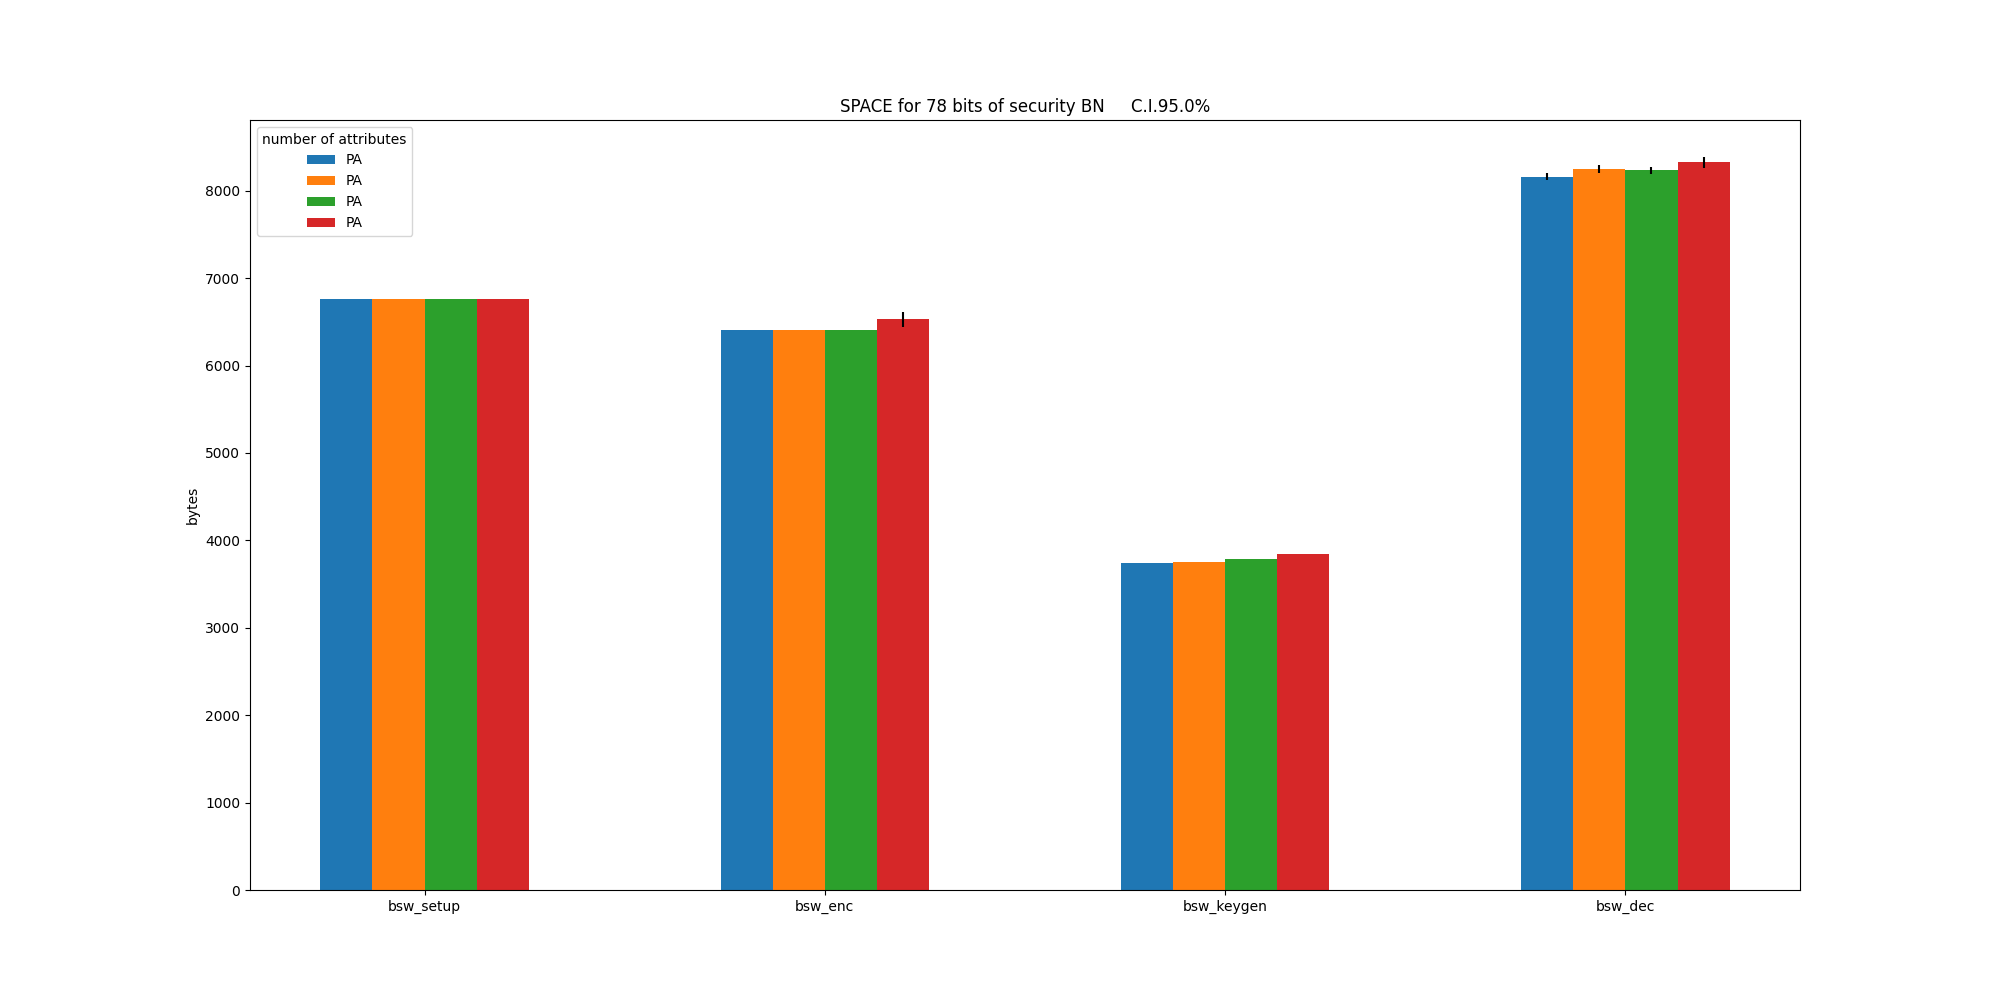 SPACE for 78 bits of security BN     C.I.95.0%
number of attributes
PA
PA
PA
PA
8000
7000
6000
5000
4000
3000
2000
1000
0
bytes
bsw_setup
bsw_enc
bsw_keygen
bsw_dec